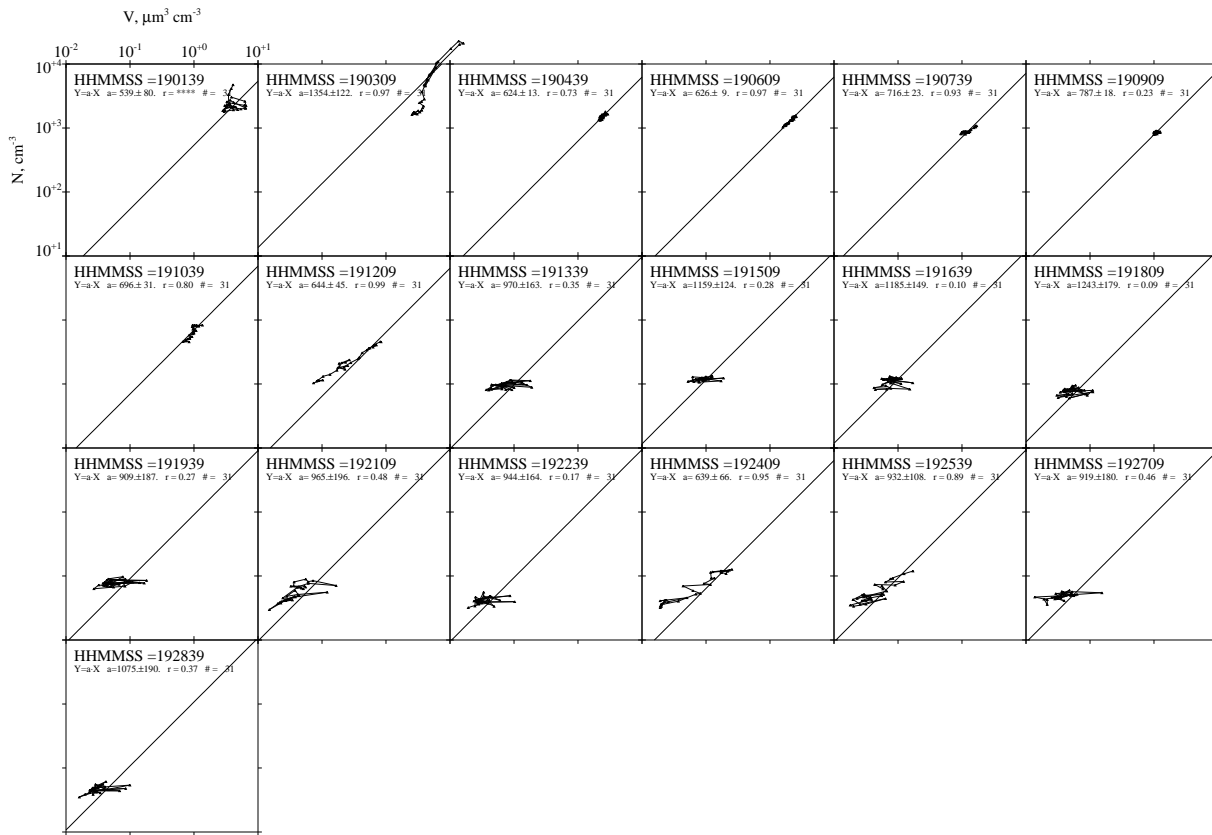 V, μm³ cm⁻³
10⁻² 10⁻¹ 10⁺⁰ 10⁺¹
N, cm⁻³
10⁺⁴
10⁺³
10⁺²
10⁺¹
HHMMSS =190139
Y=a·X a= 539.±80. r = **** # = 31
HHMMSS =190309
Y=a·X a=1354.±122. r = 0.97 # = 31
HHMMSS =190439
Y=a·X a= 624.± 13. r = 0.73 # = 31
HHMMSS =190609
Y=a·X a= 626.± 9. r = 0.97 # = 31
HHMMSS =190739
Y=a·X a= 716.± 23. r = 0.93 # = 31
HHMMSS =190909
Y=a·X a= 787.± 18. r = 0.23 # = 31
HHMMSS =191039
Y=a·X a= 696.± 31. r = 0.80 # = 31
HHMMSS =191209
Y=a·X a= 644.± 45. r = 0.99 # = 31
HHMMSS =191339
Y=a·X a= 970.±163. r = 0.35 # = 31
HHMMSS =191509
Y=a·X a=1159.±124. r = 0.28 # = 31
HHMMSS =191639
Y=a·X a=1185.±149. r = 0.10 # = 31
HHMMSS =191809
Y=a·X a=1243.±179. r = 0.09 # = 31
HHMMSS =191939
Y=a·X a= 909.±187. r = 0.27 # = 31
HHMMSS =192109
Y=a·X a= 965.±196. r = 0.48 # = 31
HHMMSS =192239
Y=a·X a= 944.±164. r = 0.17 # = 31
HHMMSS =192409
Y=a·X a= 639.± 66. r = 0.95 # = 31
HHMMSS =192539
Y=a·X a= 932.±108. r = 0.89 # = 31
HHMMSS =192709
Y=a·X a= 919.±180. r = 0.46 # = 31
HHMMSS =192839
Y=a·X a=1075.±190. r = 0.37 # = 31